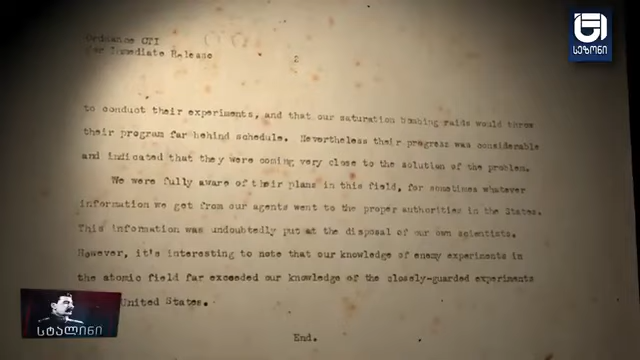 Ordnance CTI
For Immediate Release
2
სეზონი
to conduct their experiments, and that our saturation bombing raids would throw
their program far behind schedule. Nevertheless their progress was considerable
and indicated that they were coming very close to the solution of the problem.
We were fully aware of their plans in this field, for sometimes whatever
information we got from our agents went to the proper authorities in the States.
This information was undoubtedly put at the disposal of our own scientists.
However, it's interesting to note that our knowledge of enemy experiments in
the atomic field far exceeded our knowledge of the closely-guarded experiments
United States.
სტალინი
End.